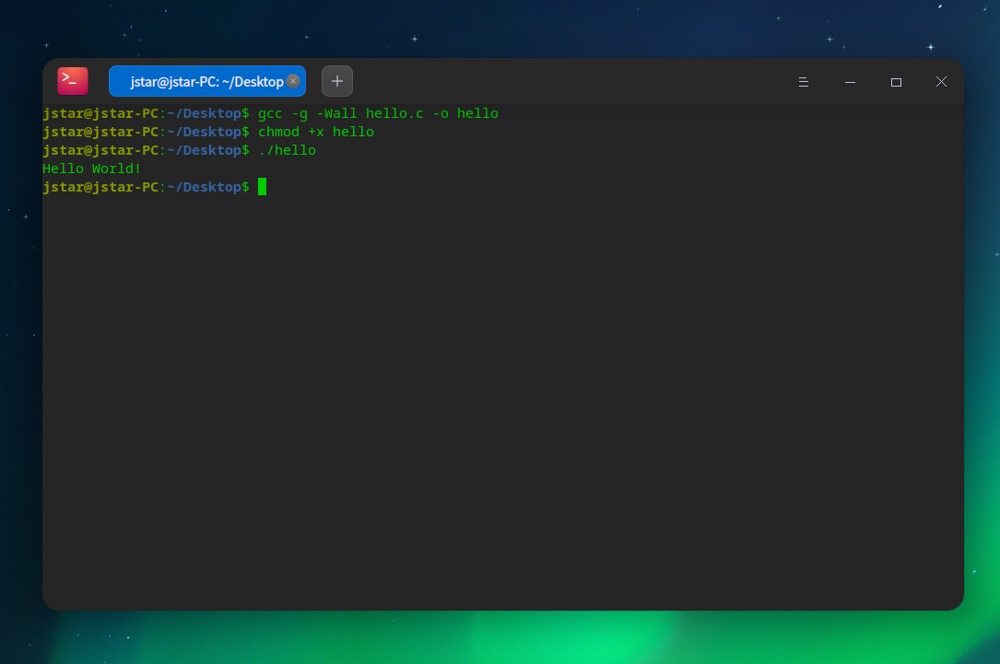 jstar@jstar-PC: ~/Desktop
jstar@jstar-PC:~/Desktop$ gcc -g -Wall hello.c -o hello
jstar@jstar-PC:~/Desktop$ chmod +x hello
jstar@jstar-PC:~/Desktop$ ./hello
Hello World!
jstar@jstar-PC:~/Desktop$